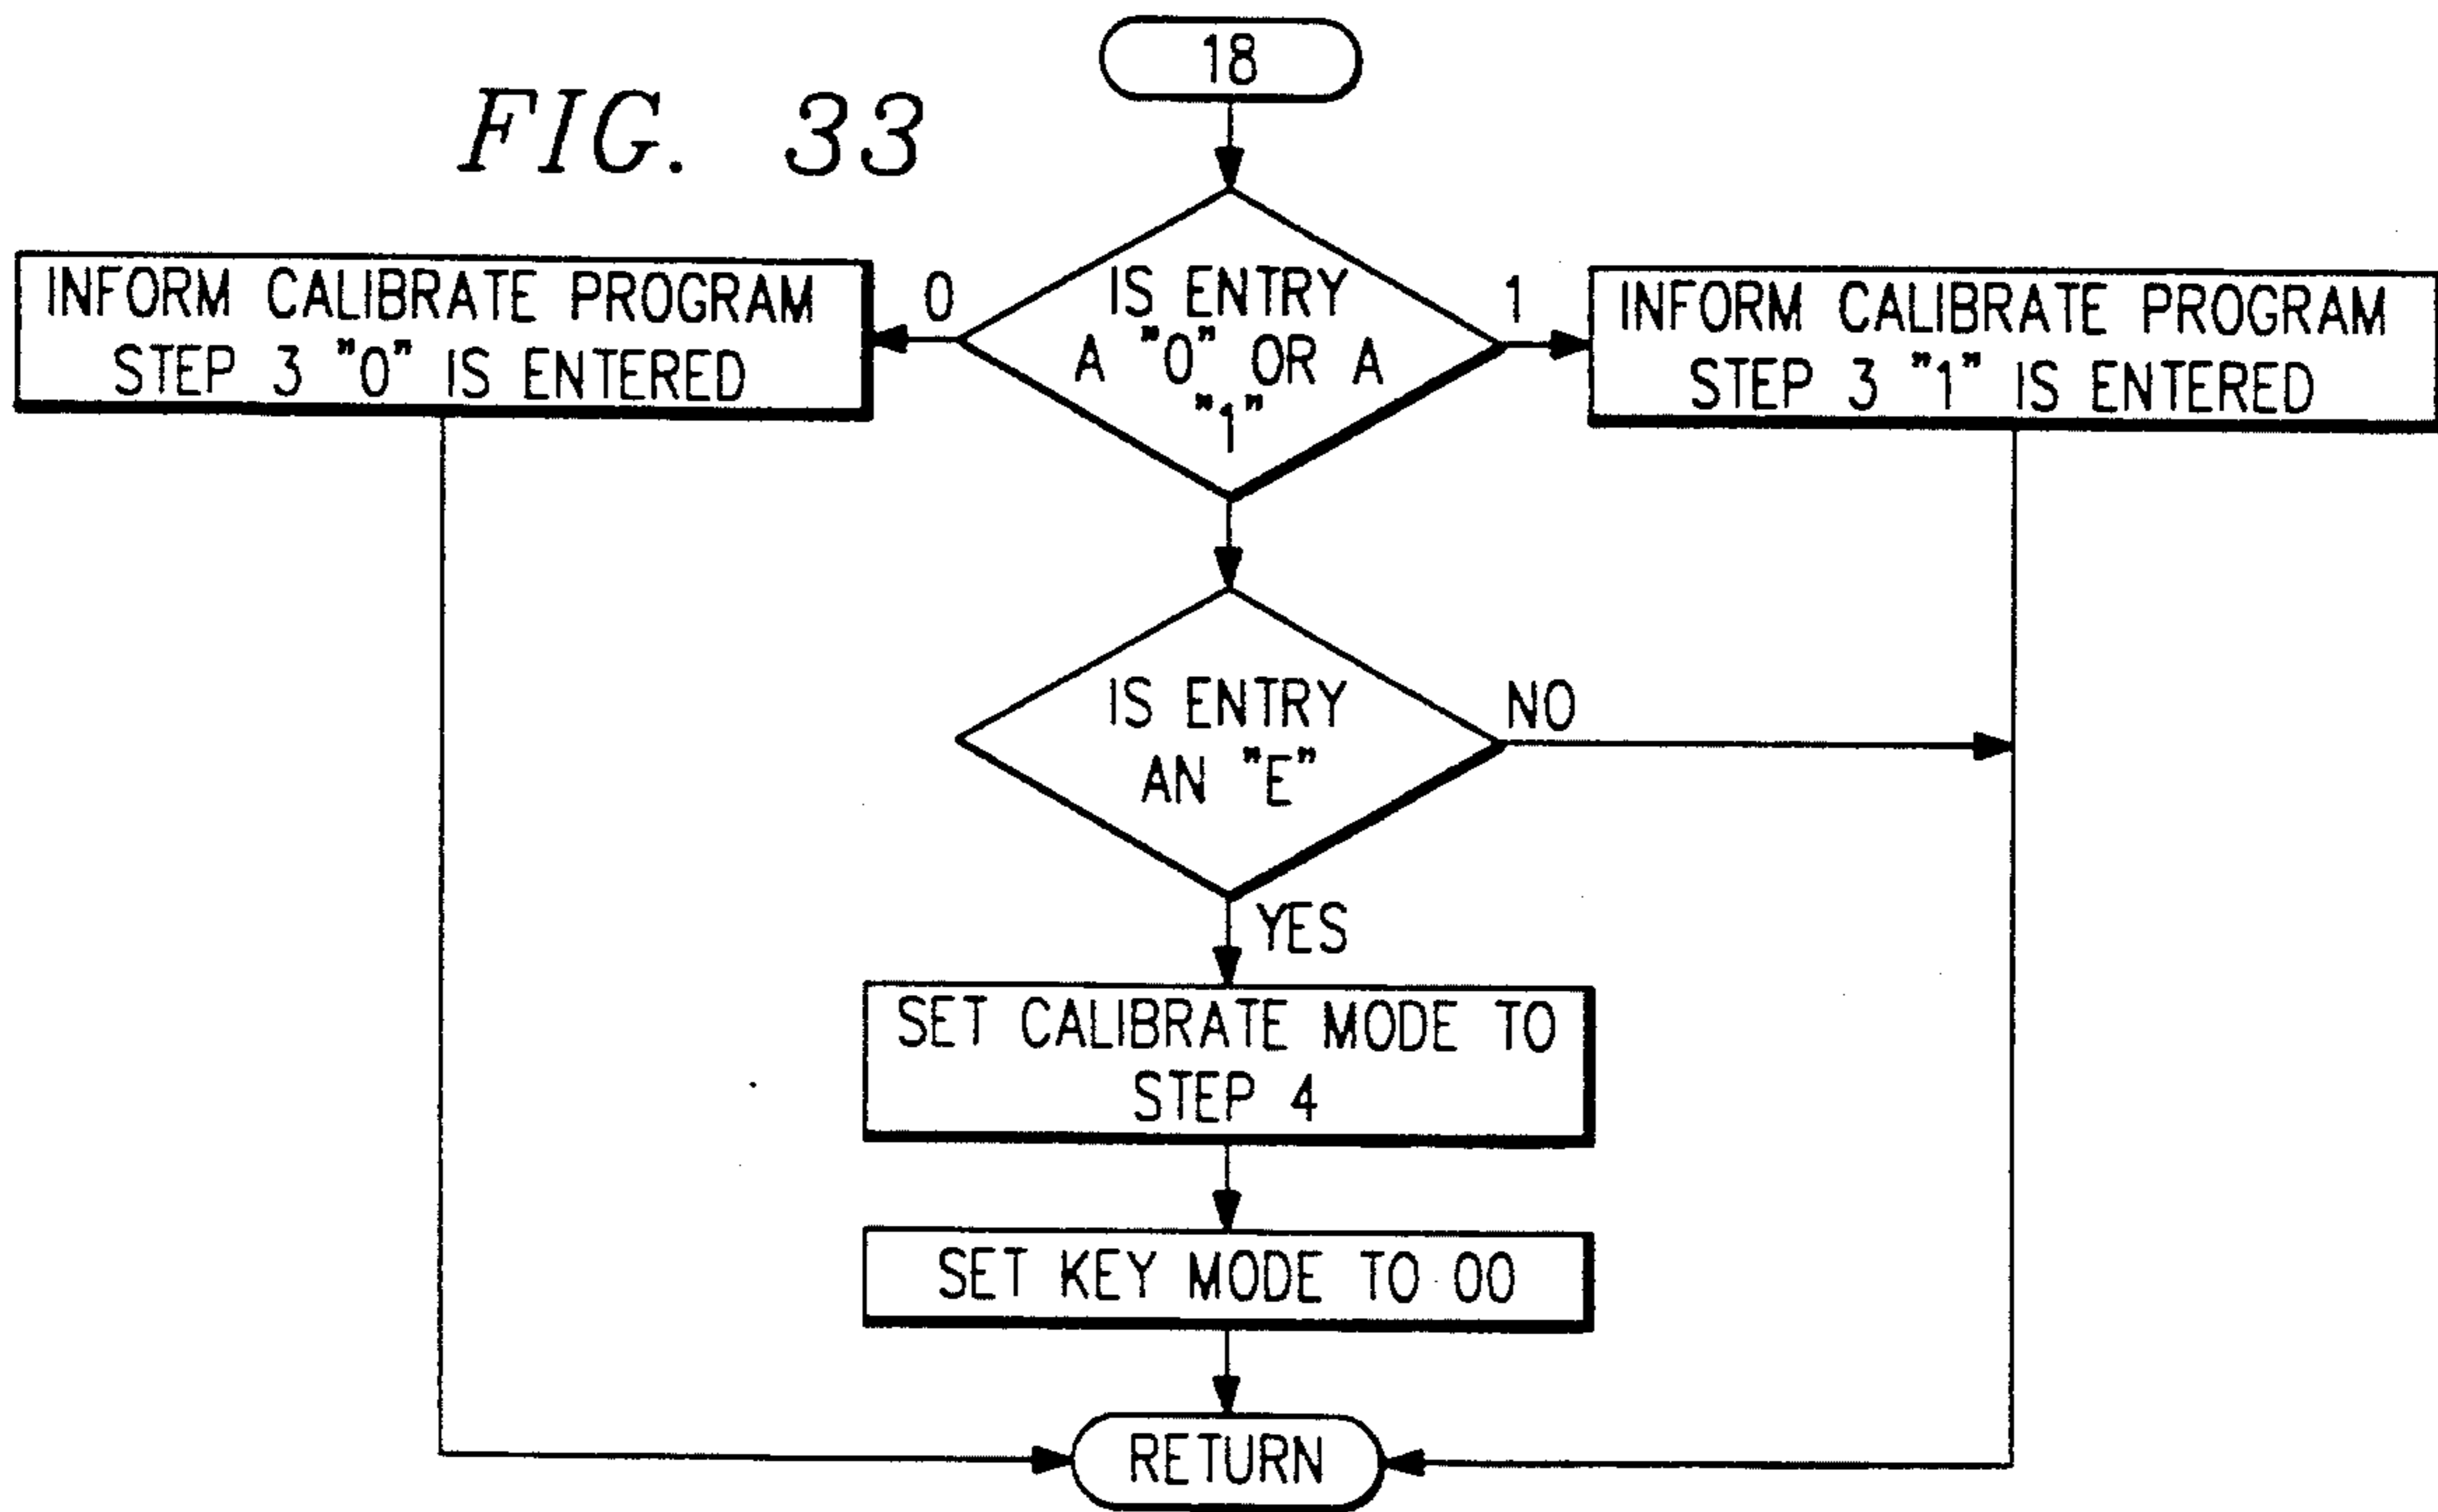 18
FIG. 33
INFORM CALIBRATE PROGRAM
STEP 3 "0" IS ENTERED
0
IS ENTRY
A "0" OR A
"1"
1
INFORM CALIBRATE PROGRAM
STEP 3 "1" IS ENTERED
IS ENTRY
AN "E"
NO
YES
SET CALIBRATE MODE TO
STEP 4
SET KEY MODE TO 00
RETURN